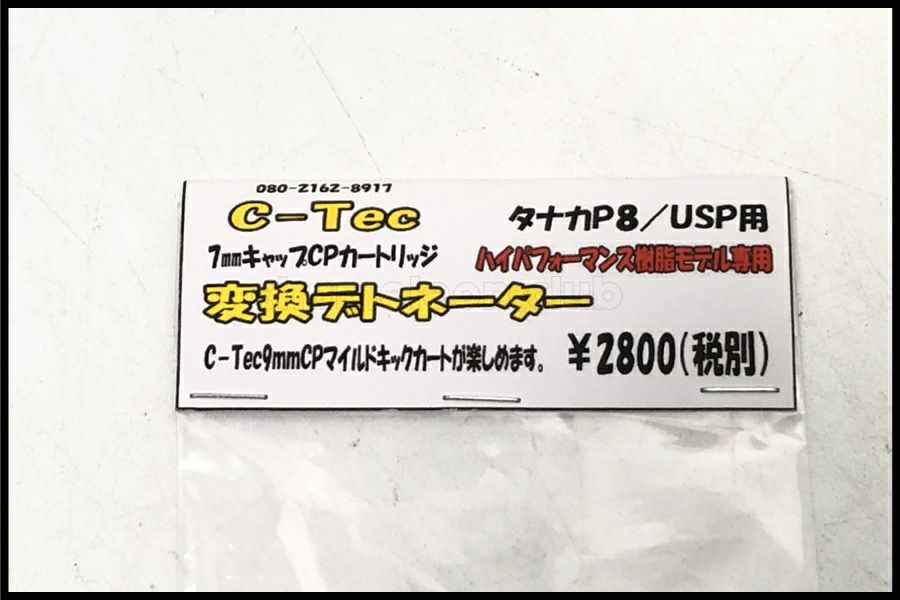 080-2162-8917
C-Tec
タナカP8/USP用
7mmキャップCPカートリッジ
ハイパフォーマンス樹脂モデル専用
変換デトネーター
C-Tec9mmCPマイルドキックカートが楽しめます。
¥2800(税別)